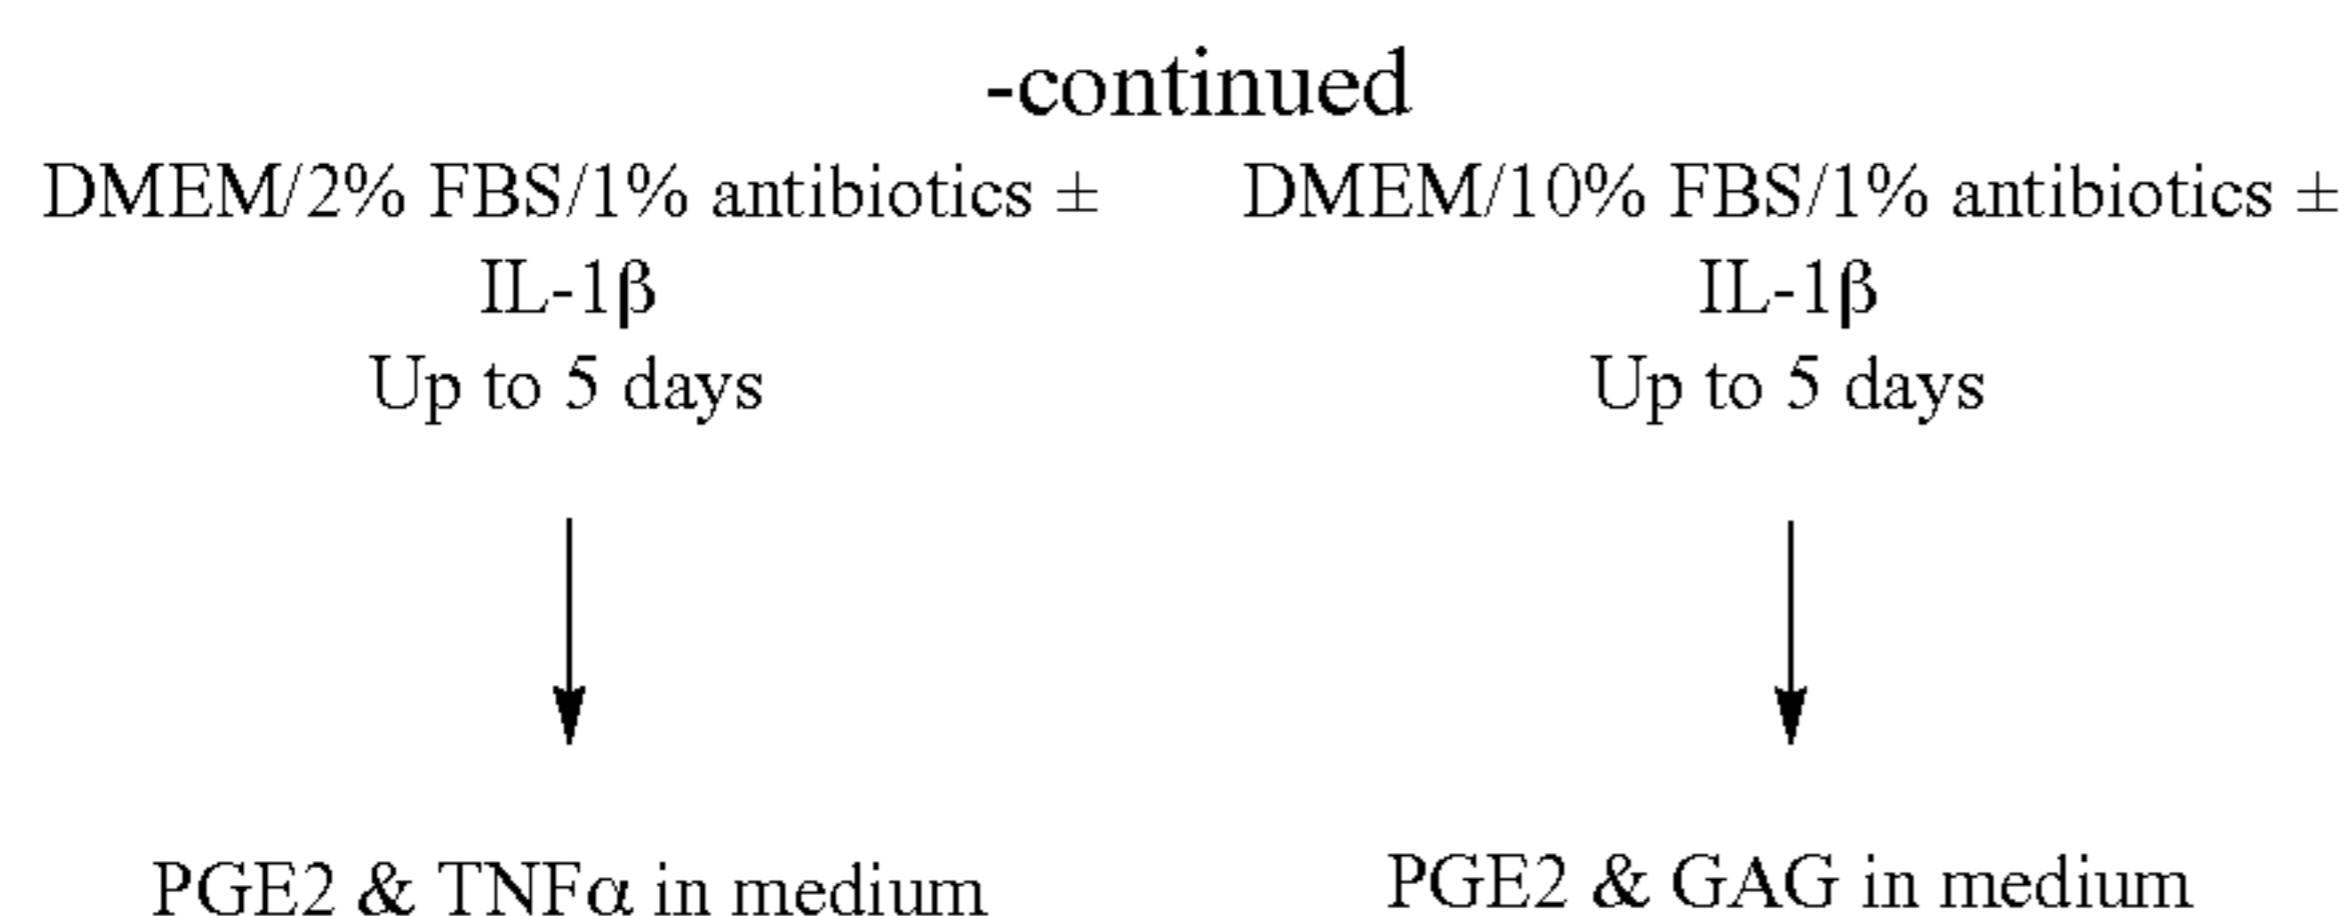 -continued
DMEM/2% FBS/1% antibiotics ±
IL-1β
Up to 5 days
DMEM/10% FBS/1% antibiotics ±
IL-1β
Up to 5 days
PGE2 & TNFα in medium
PGE2 & GAG in medium